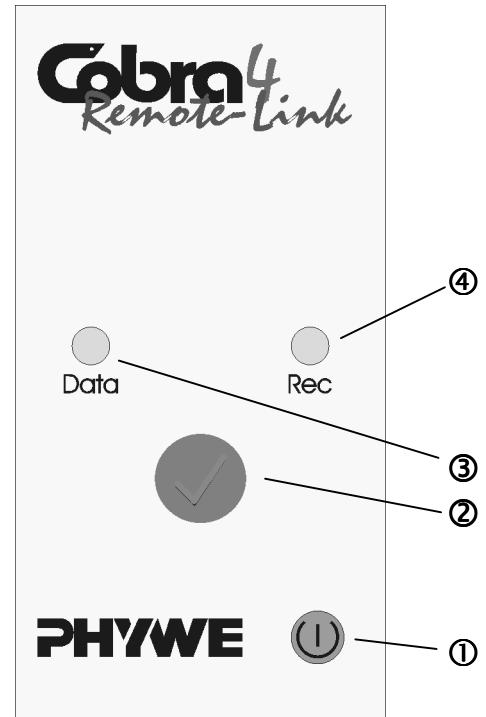 Cobra4
Remote-Link
④
Data
Rec
③
②
PHYWE
①